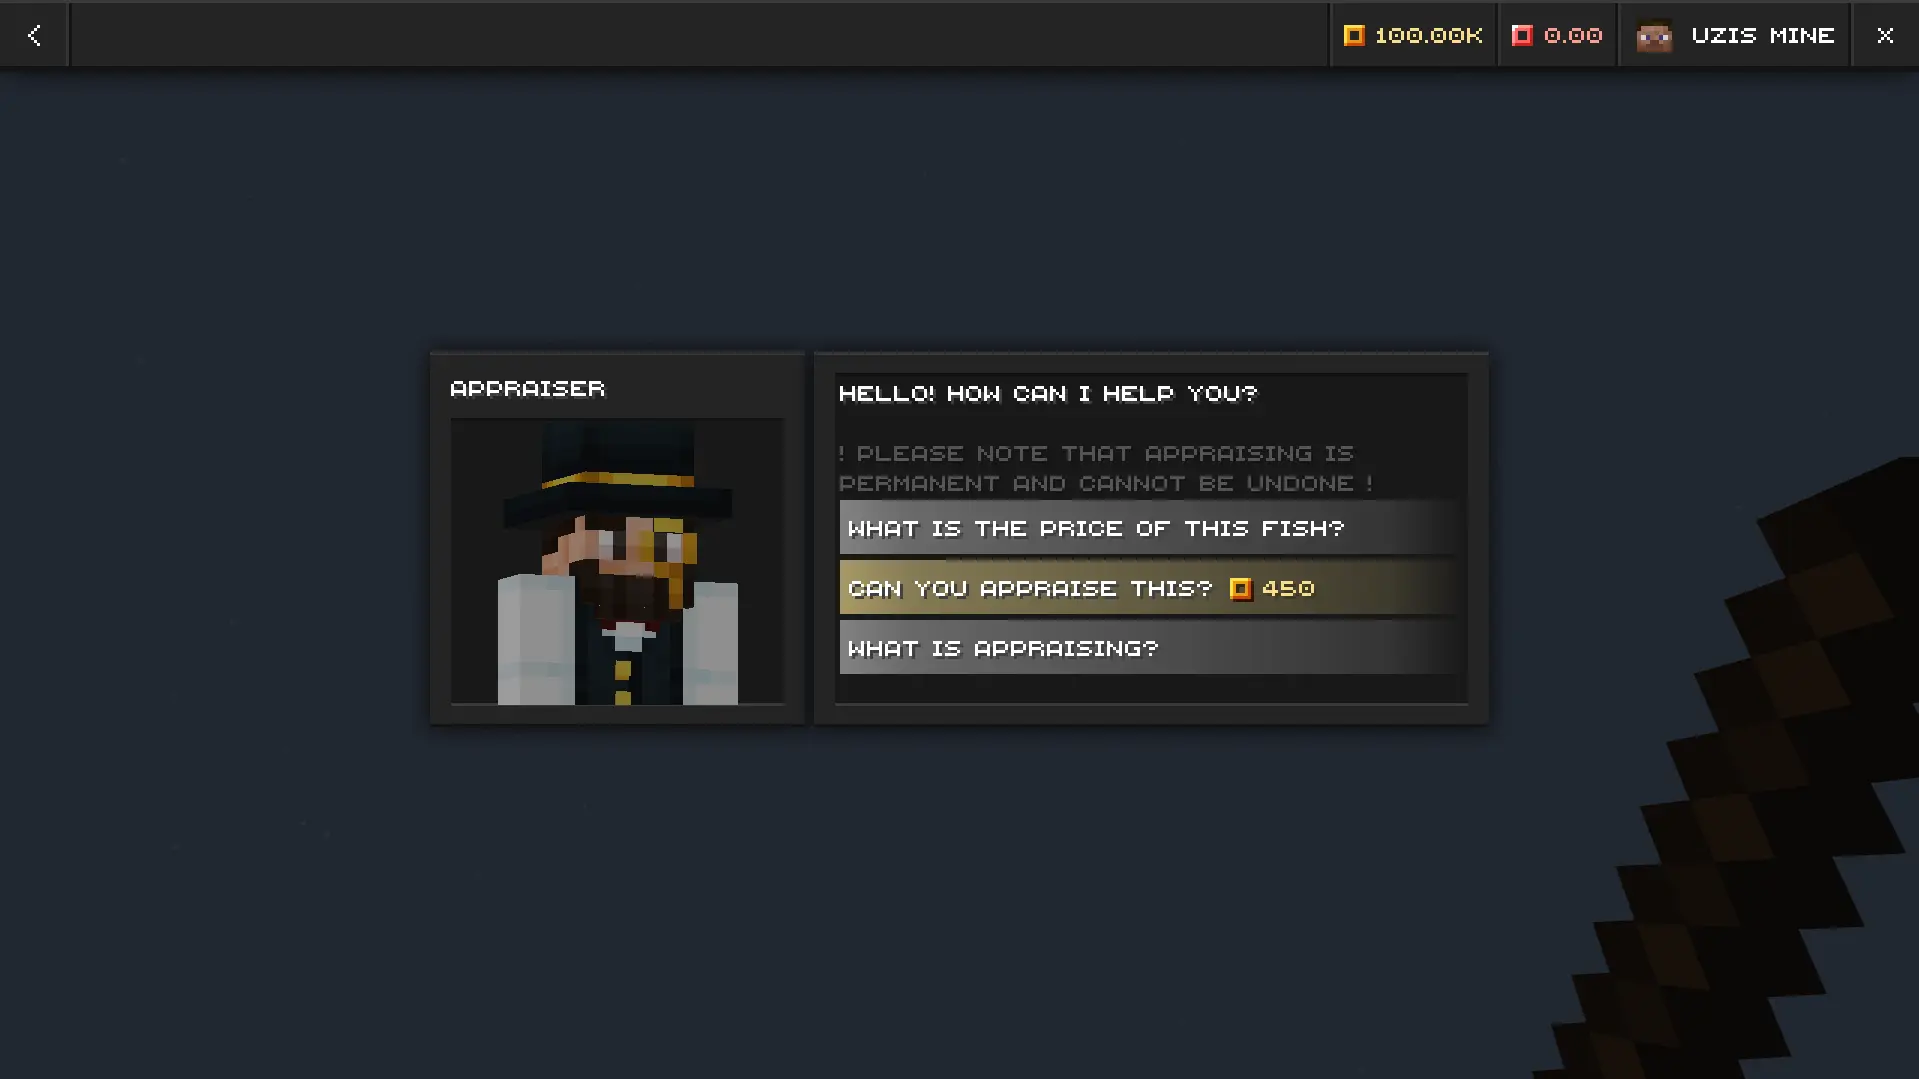 100.00K
0.00
UZIS MINE
APPRAISER
HELLO! HOW CAN I HELP YOU?
! PLEASE NOTE THAT APPRAISING IS
PERMANENT AND CANNOT BE UNDONE !
WHAT IS THE PRICE OF THIS FISH?
CAN YOU APPRAISE THIS? 450
WHAT IS APPRAISING?